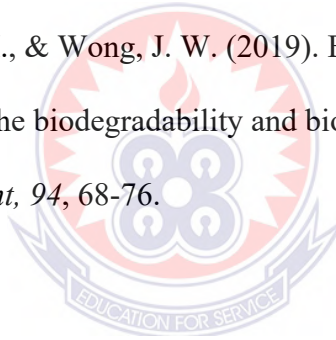 ., & Wong, J. W. (2019).
he biodegradability and bio
nt, 94, 68-76.
EDUCATION FOR SERVICE